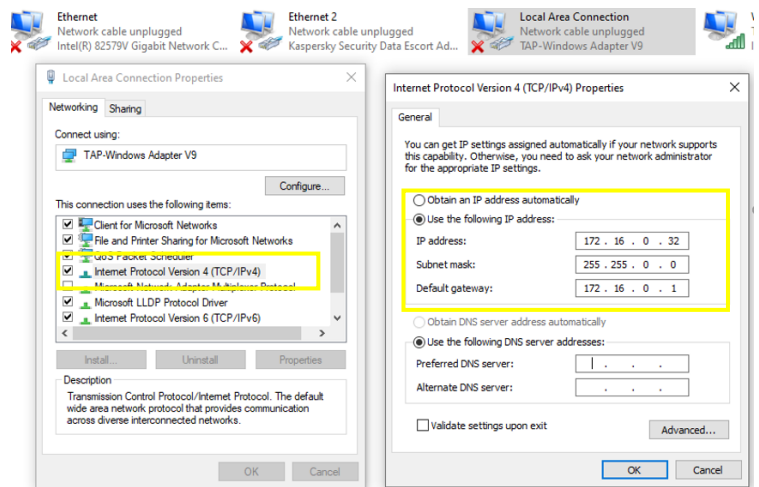 Ethernet
Network cable unplugged
Intel(R) 82579V Gigabit Network C...
Ethernet 2
Network cable unplugged
Kaspersky Security Data Escort Ad...
Local Area Connection
Network cable unplugged
TAP-Windows Adapter V9
Local Area Connection Properties
Networking
Sharing
Connect using:
TAP-Windows Adapter V9
Configure...
This connection uses the following items:
Client for Microsoft Networks
File and Printer Sharing for Microsoft Networks
QoS Packet Scheduler
Internet Protocol Version 4 (TCP/IPv4)
Microsoft Network Adapter Multiplexor Protocol
Microsoft LLDP Protocol Driver
Internet Protocol Version 6 (TCP/IPv6)
Install...
Uninstall
Properties
Description
Transmission Control Protocol/Internet Protocol. The default
wide area network protocol that provides communication
across diverse interconnected networks.
OK
Cancel
Internet Protocol Version 4 (TCP/IPv4) Properties
General
You can get IP settings assigned automatically if your network supports
this capability. Otherwise, you need to ask your network administrator
for the appropriate IP settings.
Obtain an IP address automatically
Use the following IP address:
IP address: 172 . 16 . 0 . 32
Subnet mask: 255 . 255 . 0 . 0
Default gateway: 172 . 16 . 0 . 1
Obtain DNS server address automatically
Use the following DNS server addresses:
Preferred DNS server: . . .
Alternate DNS server: . . .
Validate settings upon exit
Advanced...
OK
Cancel